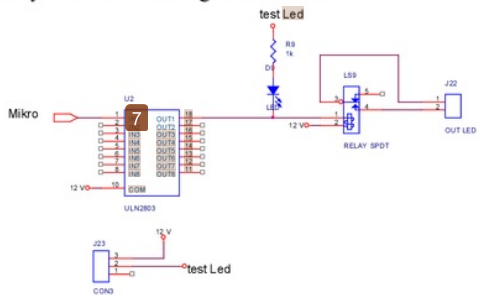 test Led
R9
1k
D9
LED
LS9
3
5
4
1
2
12 V
RELAY SPDT
J22
1
2
OUT LED
Mikro
U2
7
1
2
3
4
5
6
7
8
IN3
IN4
IN5
IN6
IN7
IN8
OUT1
OUT2
OUT3
OUT4
OUT5
OUT6
OUT7
OUT8
18
17
16
15
14
13
12
11
12 V
10
COM
ULN2803
J23
12 V
3
2
1
test Led
CON3